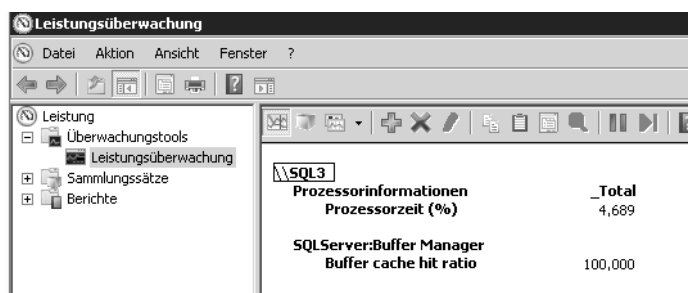 Leistungsüberwachung
Datei Aktion Ansicht Fenster ?
Leistung
Überwachungstools
Leistungsüberwachung
Sammlungssätze
Berichte
\\SQL3
Prozessorinformationen _Total
Prozessorzeit (%) 4,689
SQLServer:Buffer Manager
Buffer cache hit ratio 100,000